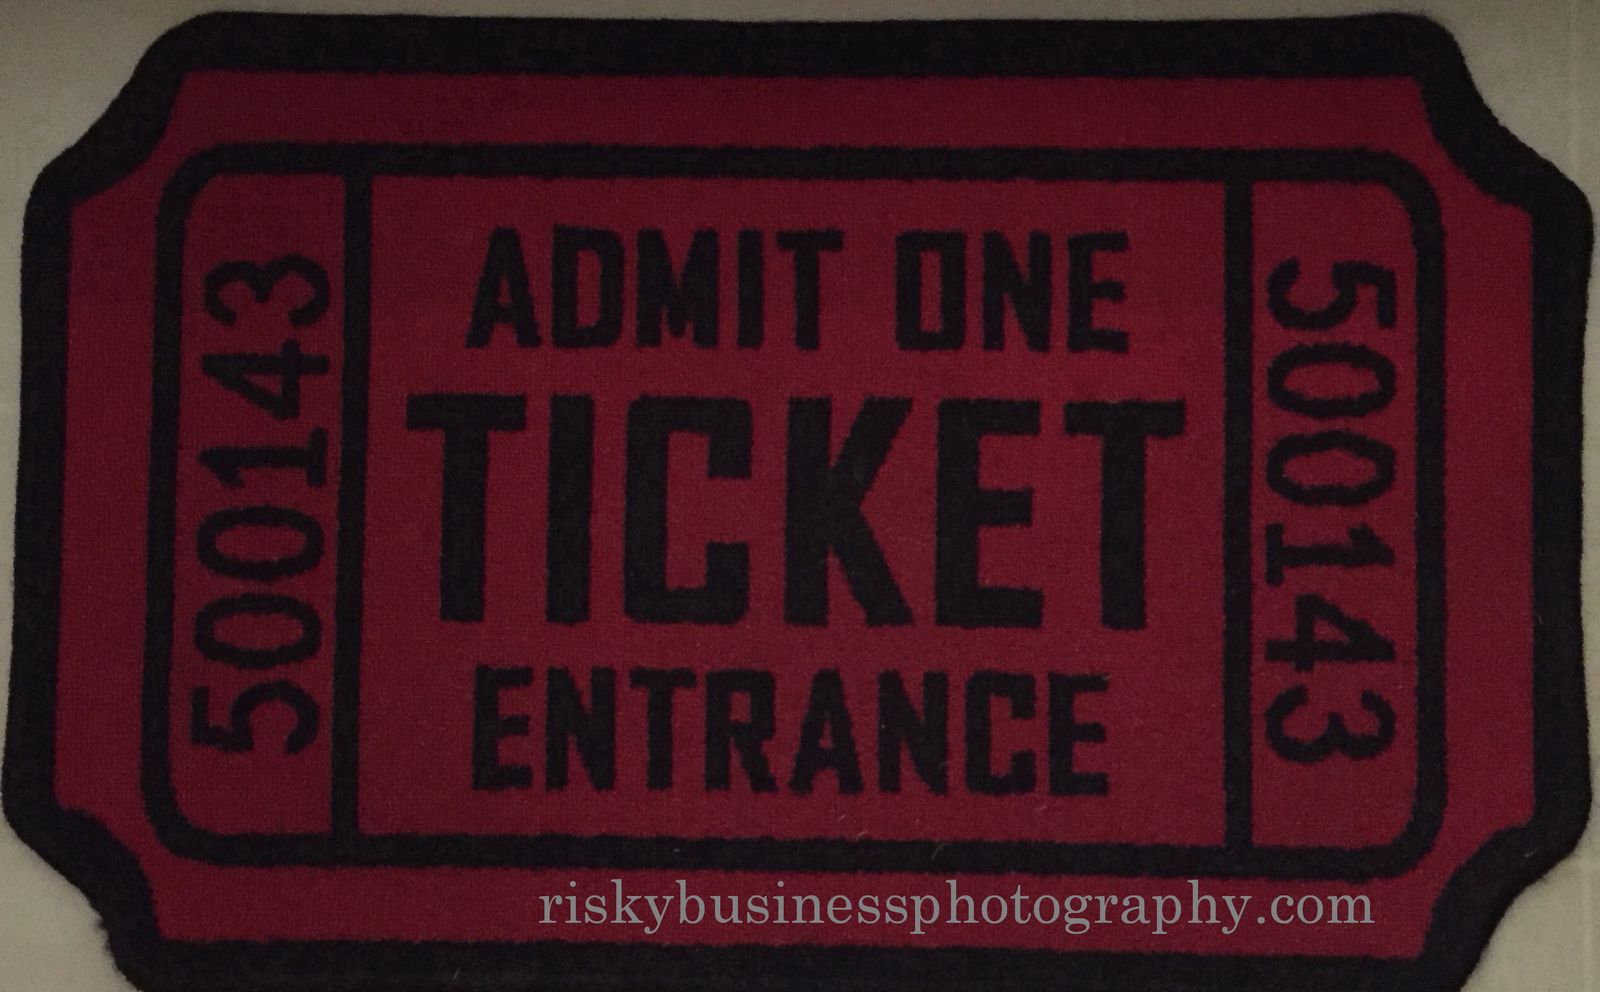 500143
ADMIT ONE
TICKET
ENTRANCE
500143
riskybusinessphotography.com